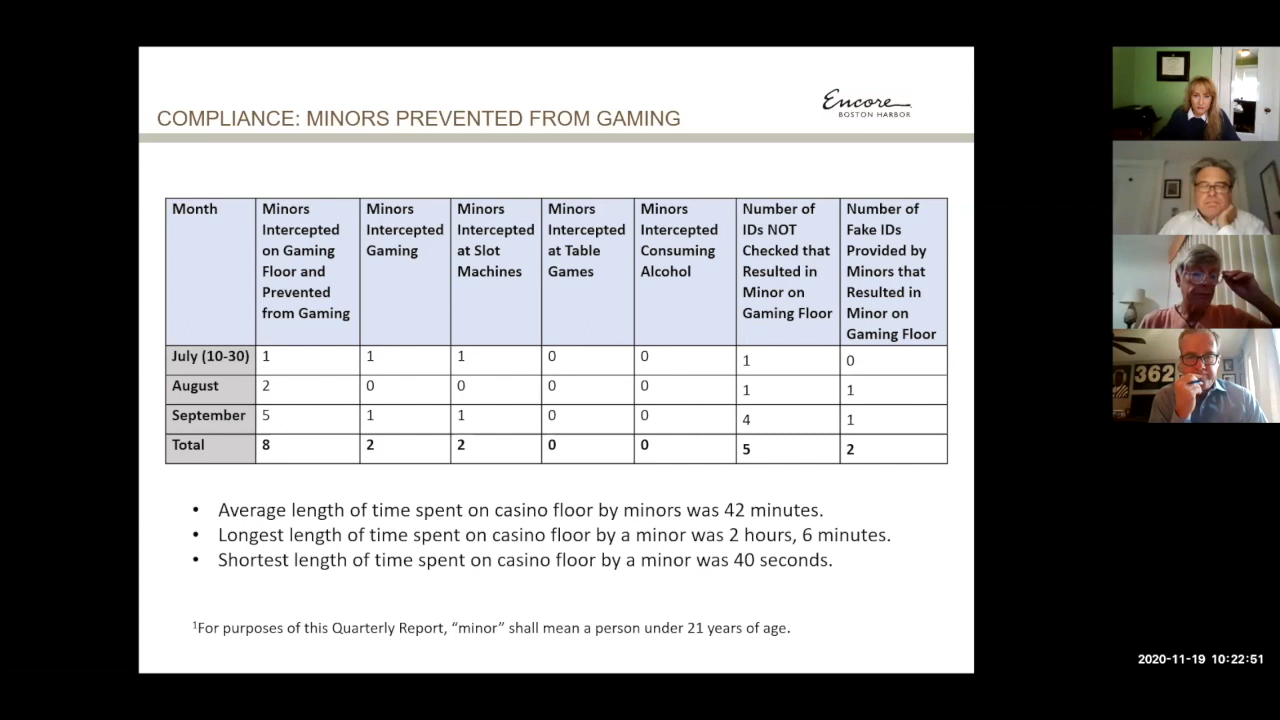 Encore
BOSTON HARBOR
COMPLIANCE: MINORS PREVENTED FROM GAMING
Month
Minors
Intercepted
on Gaming
Floor and
Prevented
from Gaming
Minors
Intercepted
Gaming
Minors
Intercepted
at Slot
Machines
Minors
Intercepted
at Table
Games
Minors
Intercepted
Consuming
Alcohol
Number of
IDs NOT
Checked that
Resulted in
Minor on
Gaming Floor
Number of
Fake IDs
Provided by
Minors that
Resulted in
Minor on
Gaming Floor
July (10-30) 1 1 1 0 0 1 0
August 2 0 0 0 0 1 1
September 5 1 1 0 0 4 1
Total 8 2 2 0 0 5 2
• Average length of time spent on casino floor by minors was 42 minutes.
• Longest length of time spent on casino floor by a minor was 2 hours, 6 minutes.
• Shortest length of time spent on casino floor by a minor was 40 seconds.
1For purposes of this Quarterly Report, “minor” shall mean a person under 21 years of age.
362
2020-11-19 10:22:51